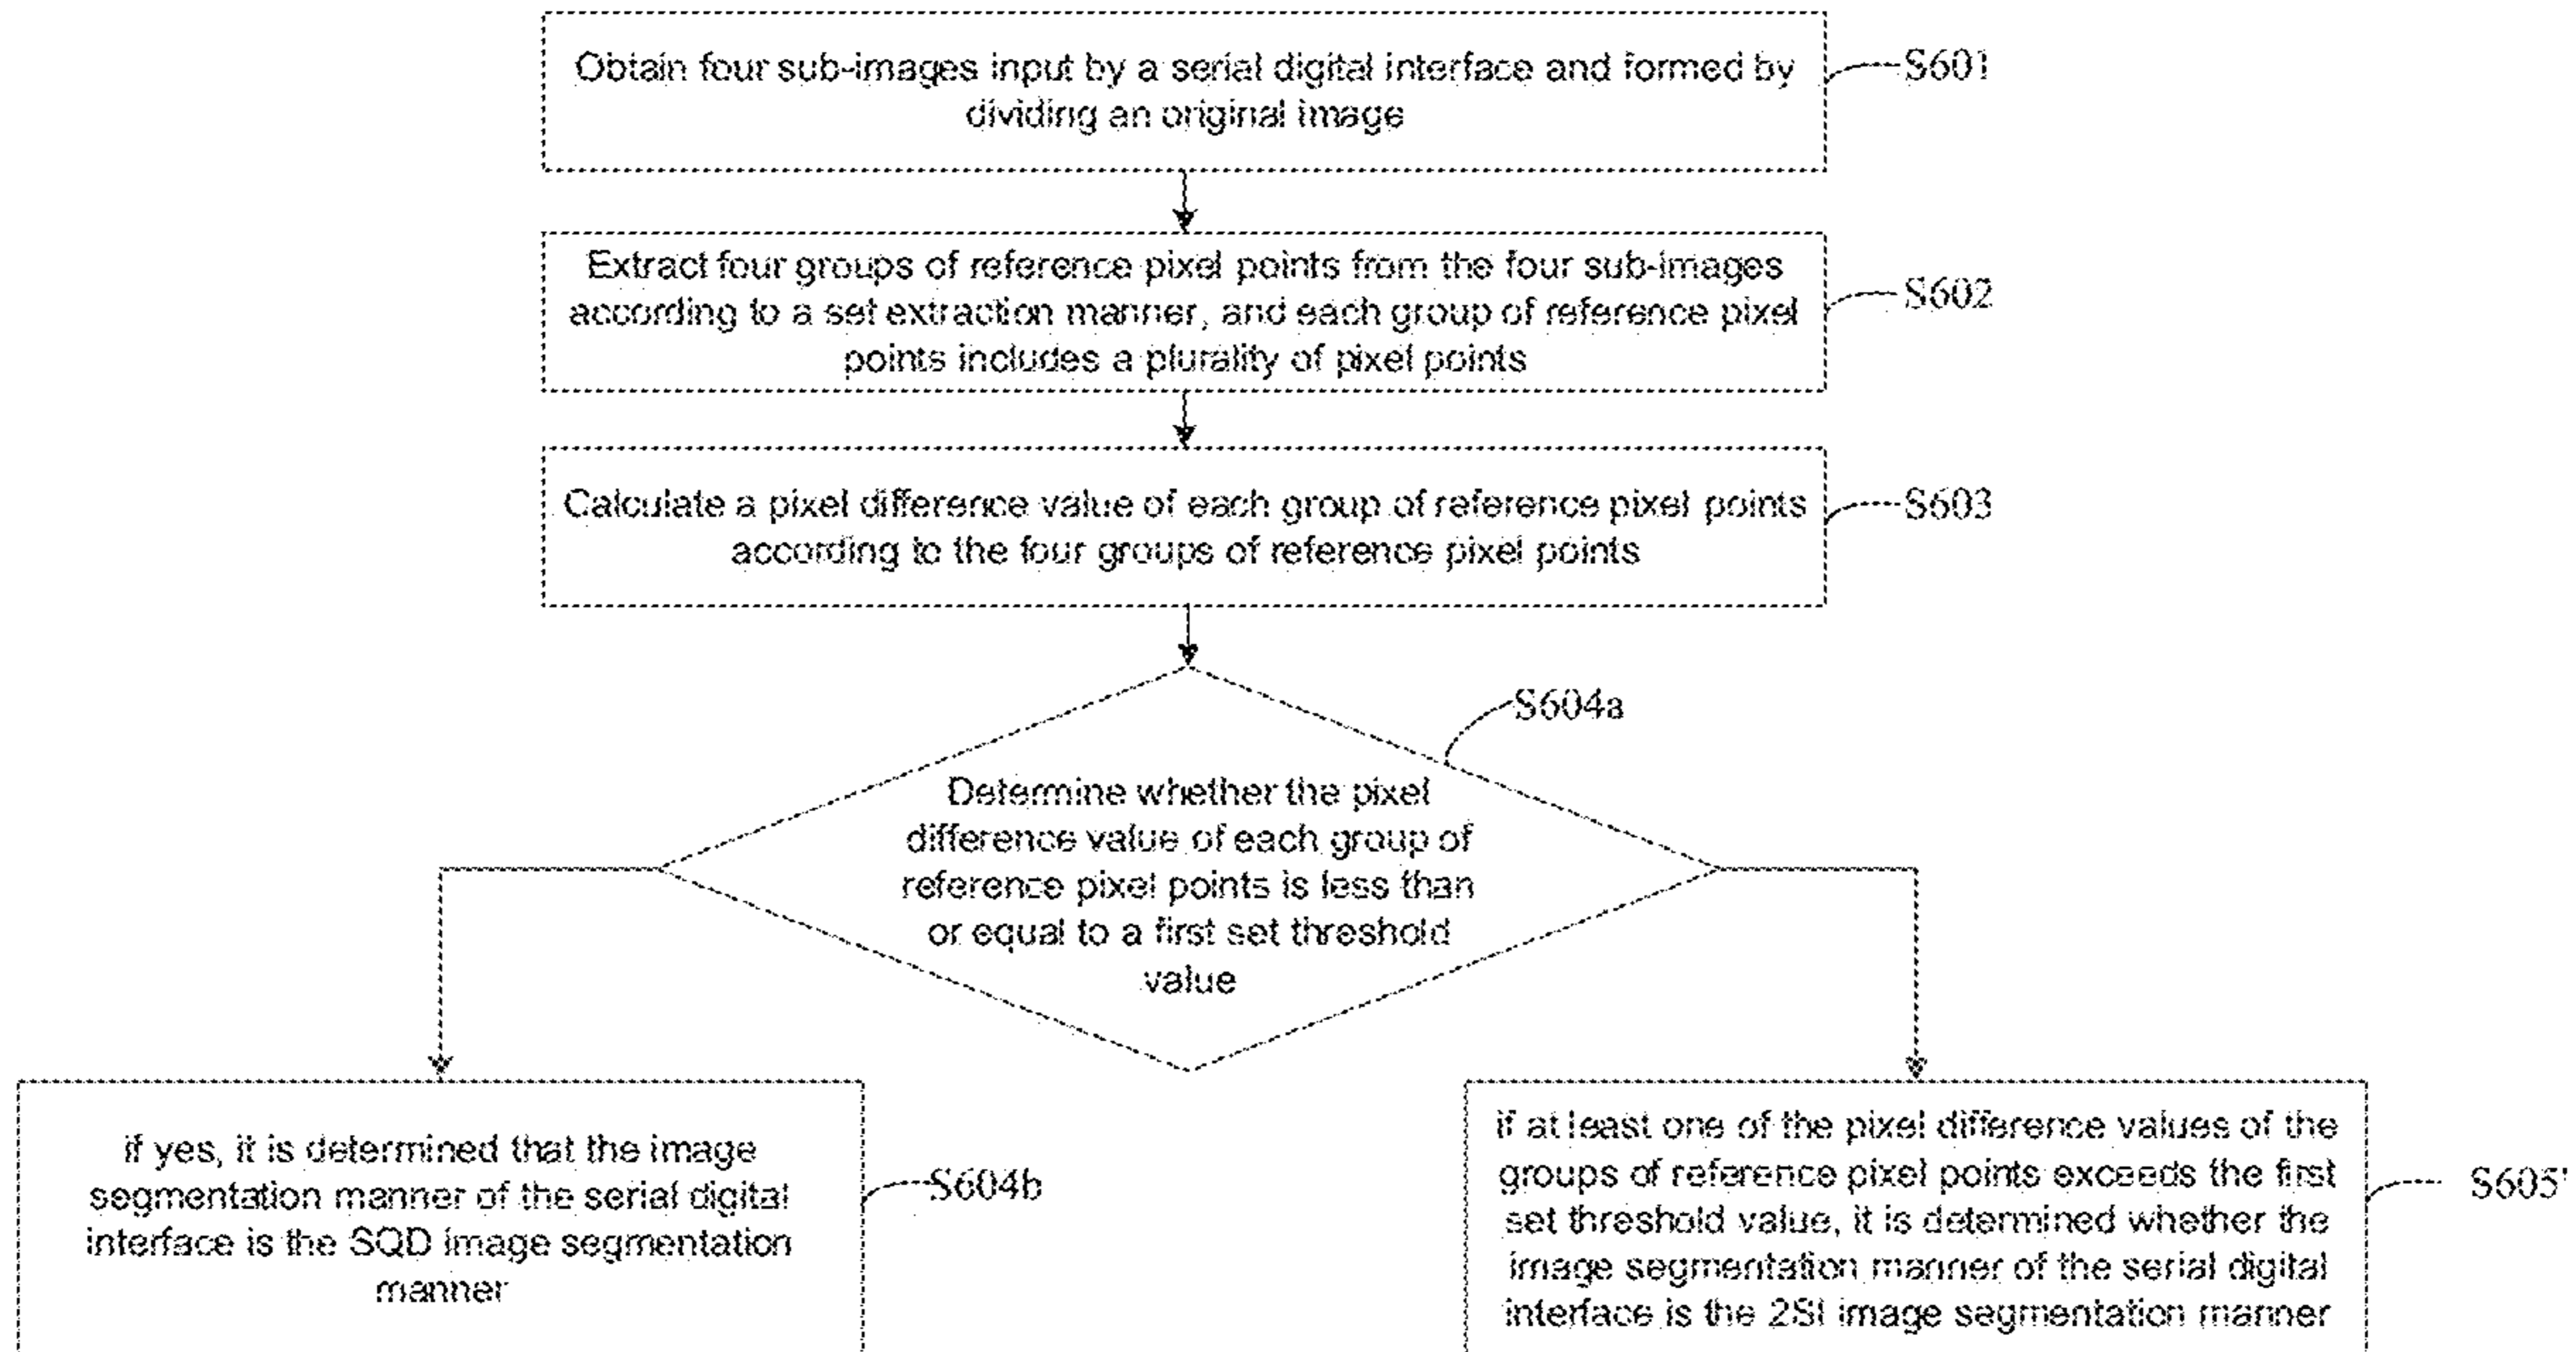 Obtain four sub-images input by a serial digital interface and formed by
dividing an original image
S601
Extract four groups of reference pixel points from the four sub-images
according to a set extraction manner, and each group of reference pixel
points includes a plurality of pixel points
S602
Calculate a pixel difference value of each group of reference pixel points
according to the four groups of reference pixel points
S603
S604a
Determine whether the pixel
difference value of each group of
reference pixel points is less than
or equal to a first set threshold
value
if yes, it is determined that the image
segmentation manner of the serial digital
interface is the SQD image segmentation
manner
S604b
if at least one of the pixel difference values of the
groups of reference pixel points exceeds the first
set threshold value, it is determined whether the
image segmentation manner of the serial digital
interface is the 2SI image segmentation manner
S605'